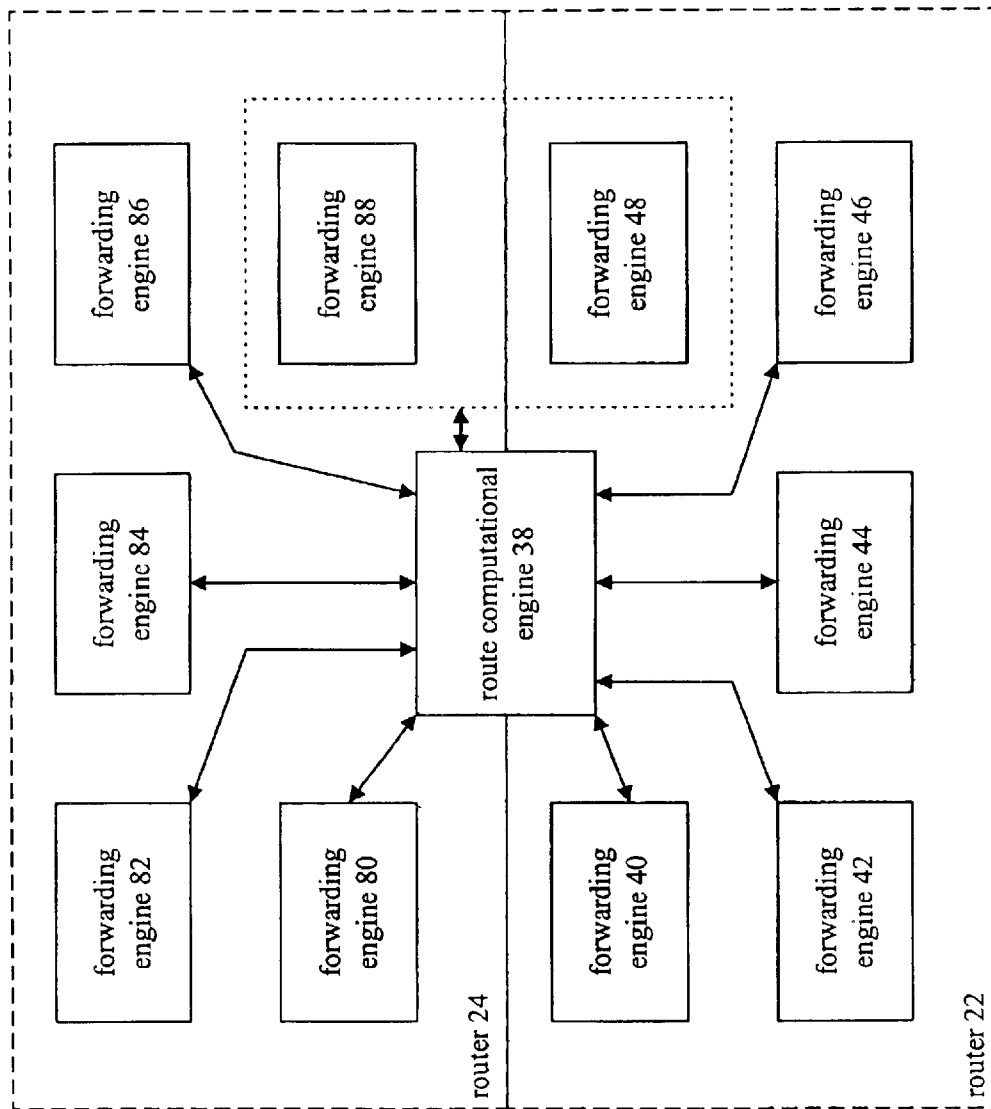 forwarding
engine 82
forwarding
engine 84
forwarding
engine 86
forwarding
engine 80
forwarding
engine 88
router 24
route computational
engine 38
forwarding
engine 40
forwarding
engine 48
forwarding
engine 42
forwarding
engine 44
forwarding
engine 46
router 22